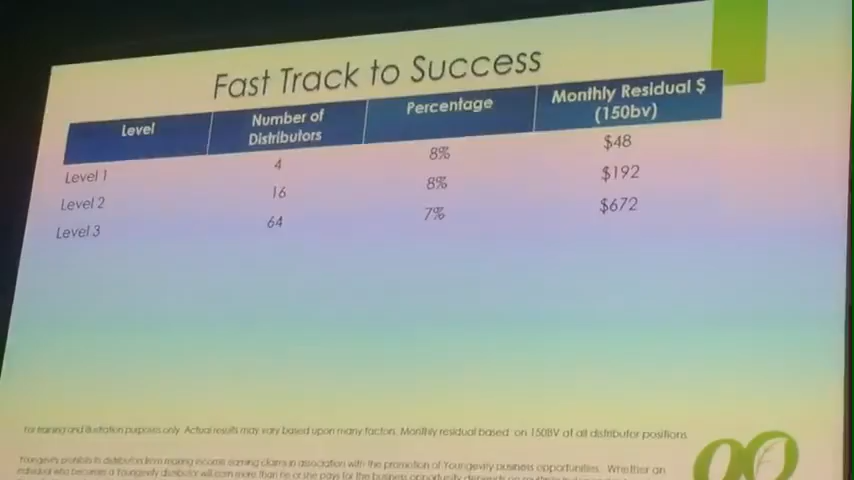 Fast Track to Success
Level Number of Distributors Percentage Monthly Residual $ (150bv)
Level 1 4 8% $48
Level 2 16 8% $192
Level 3 64 7% $672
For training and illustration purposes only. Actual results may vary based upon many factors. Monthly residual based on 150BV at all distributor positions
Youngevity prohibits its distributors from making income earning claims in association with the promotion of Youngevity business opportunities. Whether an
individual who becomes a Youngevity distributor will earn more than he or she pays for the business opportunity depends on